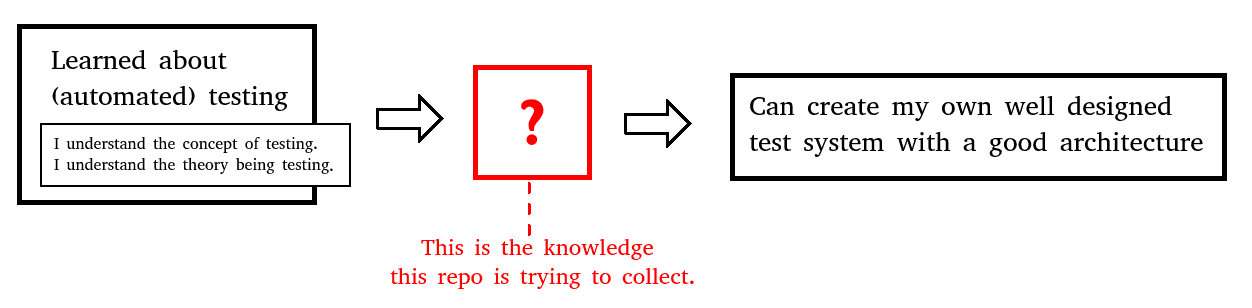 Learned about
(automated) testing
I understand the concept of testing.
I understand the theory being testing.
?
This is the knowledge
this repo is trying to collect.
Can create my own well designed
test system with a good architecture